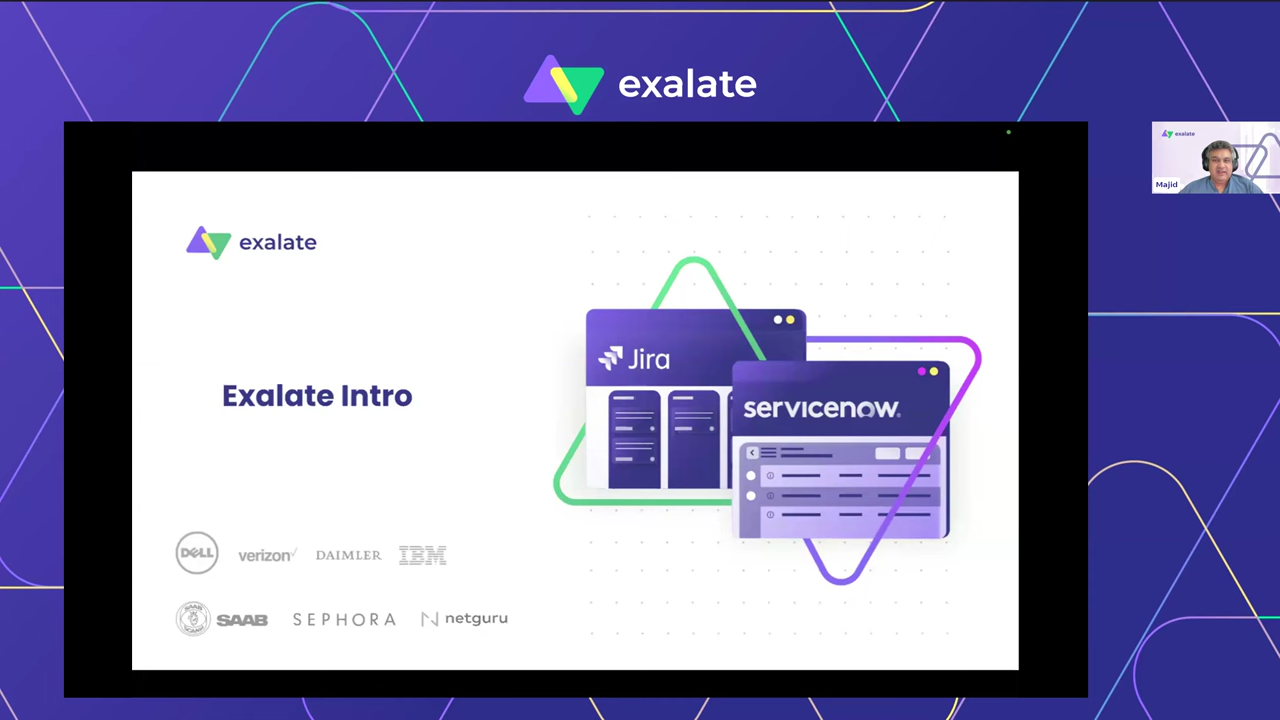 exalate
exalate
Majid
exalate
Jira
servicenow.
Exalate Intro
DELL
verizon✓
DAIMLER
IBM
SAAB
SEPHORA
netguru